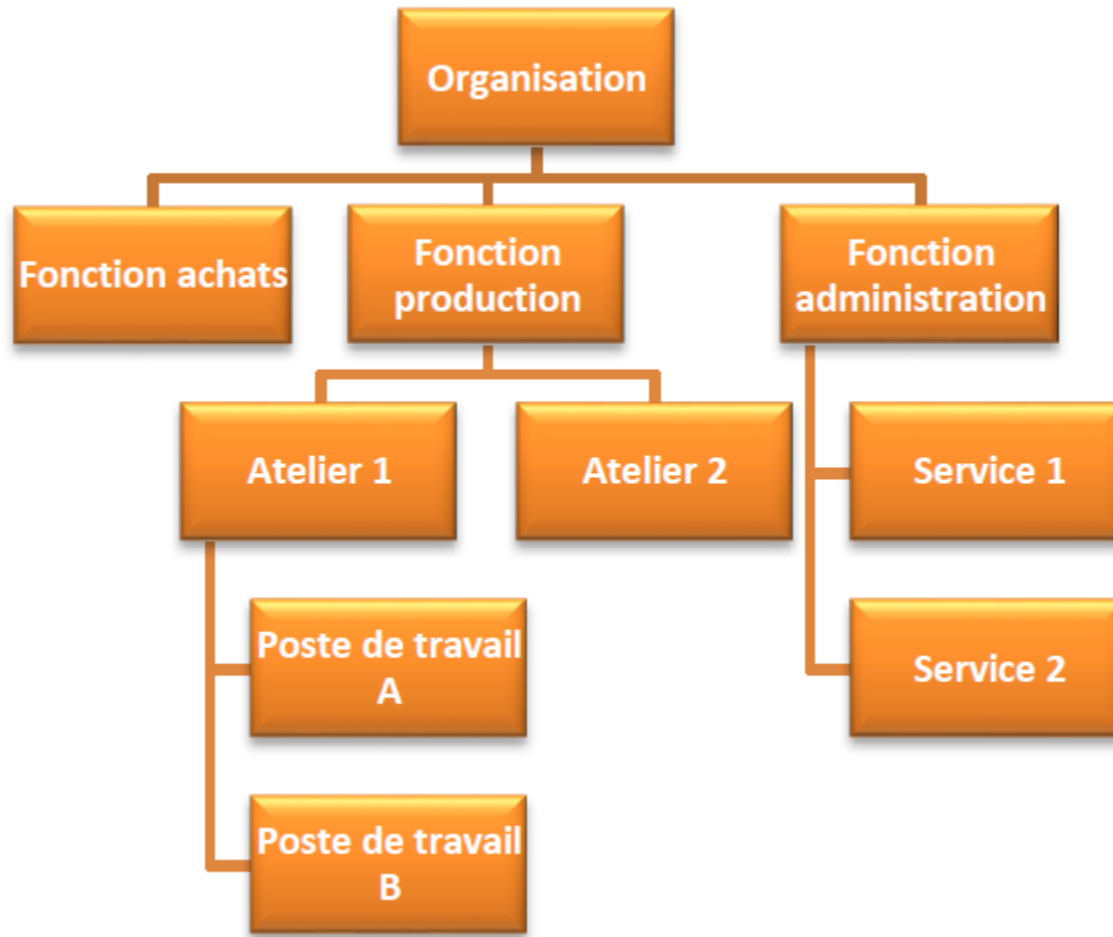 Organisation
Fonction achats
Fonction
production
Fonction
administration
Atelier 1
Atelier 2
Service 1
Poste de travail
A
Service 2
Poste de travail
B